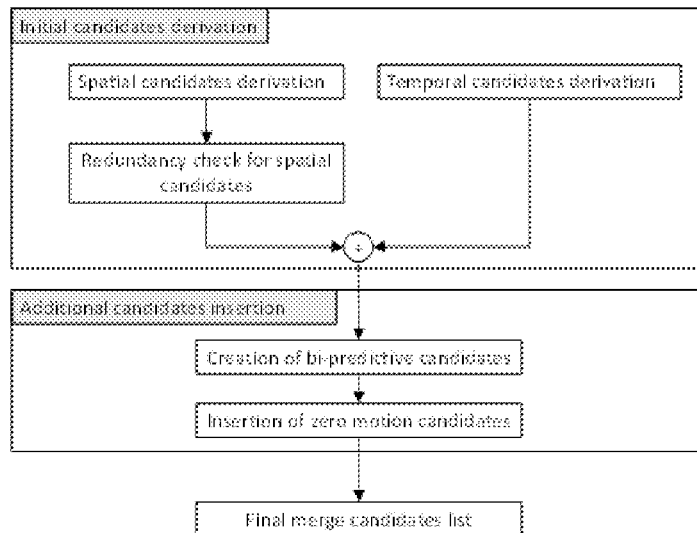 Initial candidates derivation
Spatial candidates derivation
Temporal candidates derivation
Redundancy check for spatial
candidates
+
Additional candidates insertion
Creation of bi-predictive candidates
Insertion of zero motion candidates
Final merge candidates list